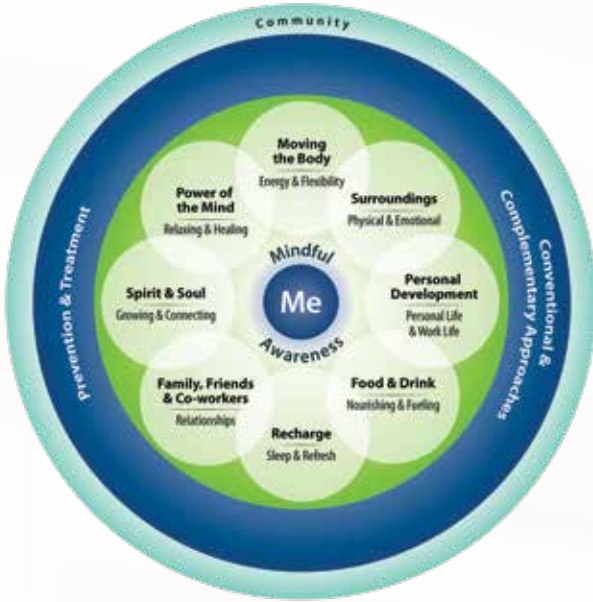 Community
Prevention & Treatment
Conventional &
Complementary Approaches
Moving
the Body
Energy & Flexibility
Surroundings
Physical & Emotional
Personal
Development
Personal Life
& Work Life
Food & Drink
Nourishing & Fueling
Recharge
Sleep & Refresh
Family, Friends
& Co-workers
Relationships
Spirit & Soul
Growing & Connecting
Power of
the Mind
Relaxing & Healing
Mindful
Me
Awareness